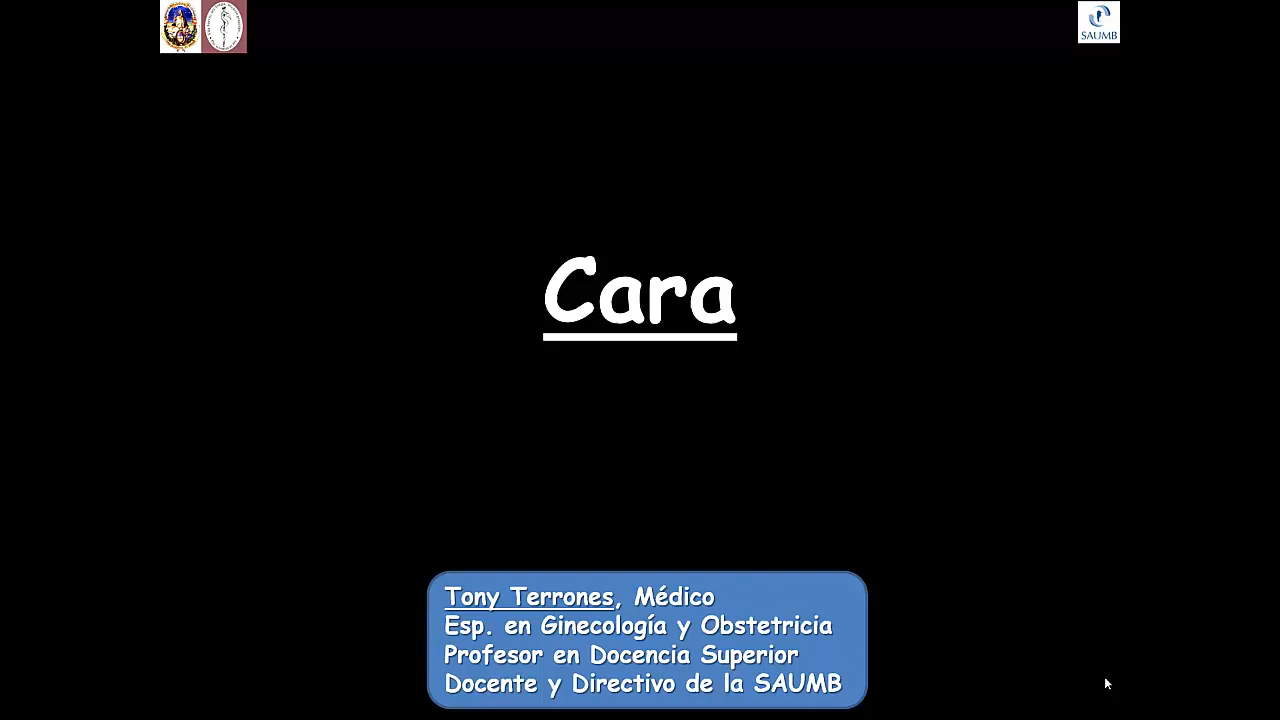 SAUMB
Cara
Tony Terrones, Médico
Esp. en Ginecología y Obstetricia
Profesor en Docencia Superior
Docente y Directivo de la SAUMB